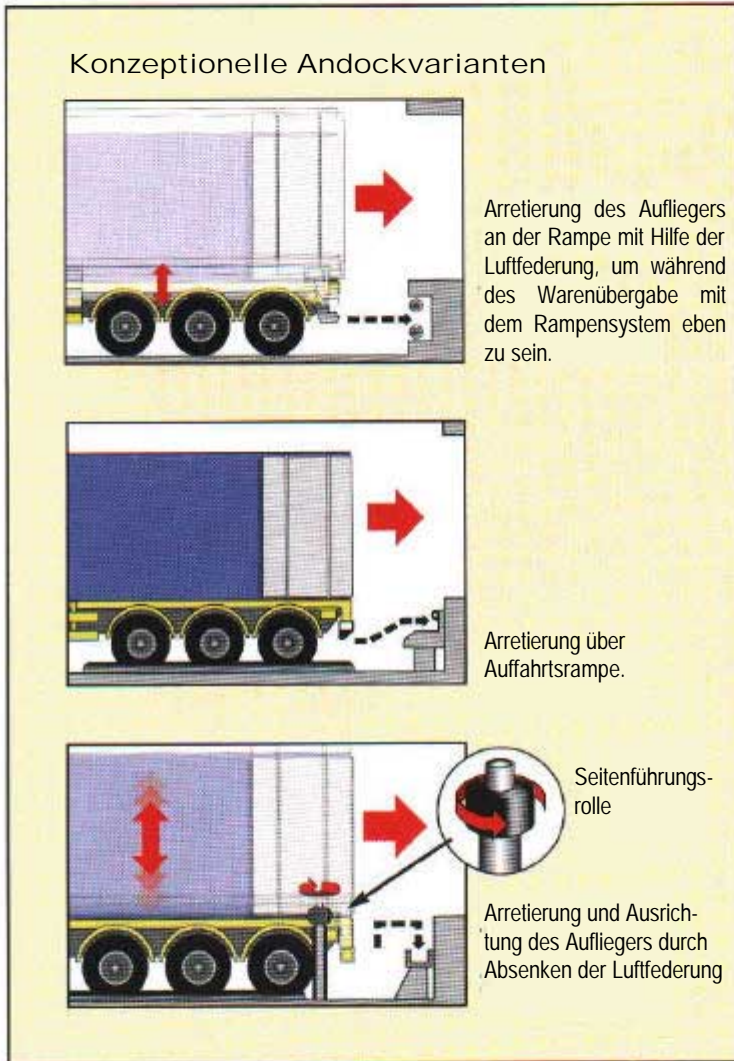 Konzeptionelle Andockvarianten
Arretierung des Aufliegers
an der Rampe mit Hilfe der
Luftfederung, um während
des Warenübergabe mit
dem Rampensystem eben
zu sein.
Arretierung über
Auffahrtsrampe.
Seitenführungs-
rolle
Arretierung und Ausrich-
tung des Aufliegers durch
Absenken der Luftfederung